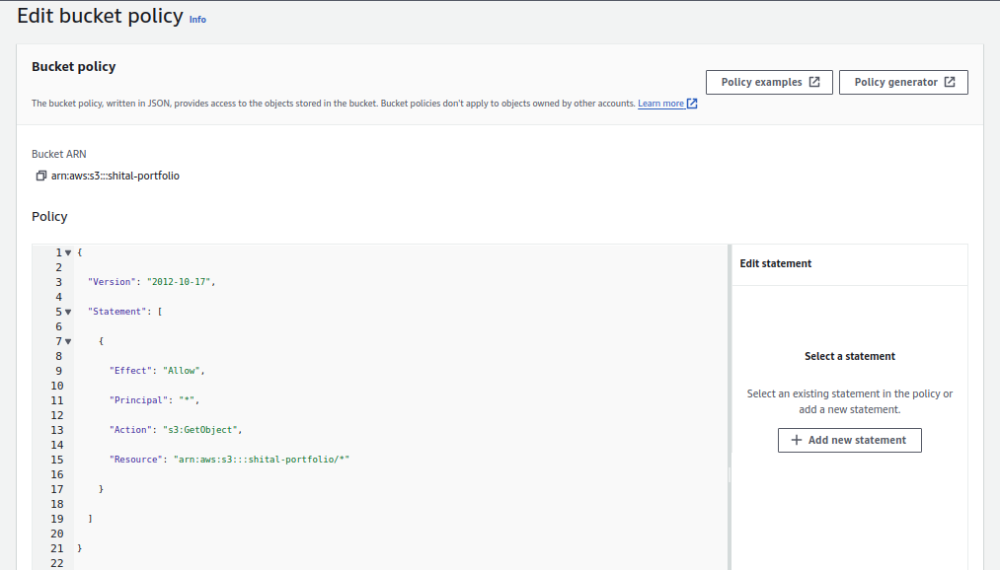 Edit bucket policy Info
Bucket policy
Policy examples
Policy generator
The bucket policy, written in JSON, provides access to the objects stored in the bucket. Bucket policies don't apply to objects owned by other accounts. Learn more
Bucket ARN
arn:aws:s3:::shital-portfolio
Policy
1 {
2
3 "Version": "2012-10-17",
4
5 "Statement": [
6
7 {
8
9 "Effect": "Allow",
10
11 "Principal": "*",
12
13 "Action": "s3:GetObject",
14
15 "Resource": "arn:aws:s3:::shital-portfolio/*"
16
17 }
18
19 ]
20
21 }
22
Edit statement
Select a statement
Select an existing statement in the policy or
add a new statement.
+ Add new statement